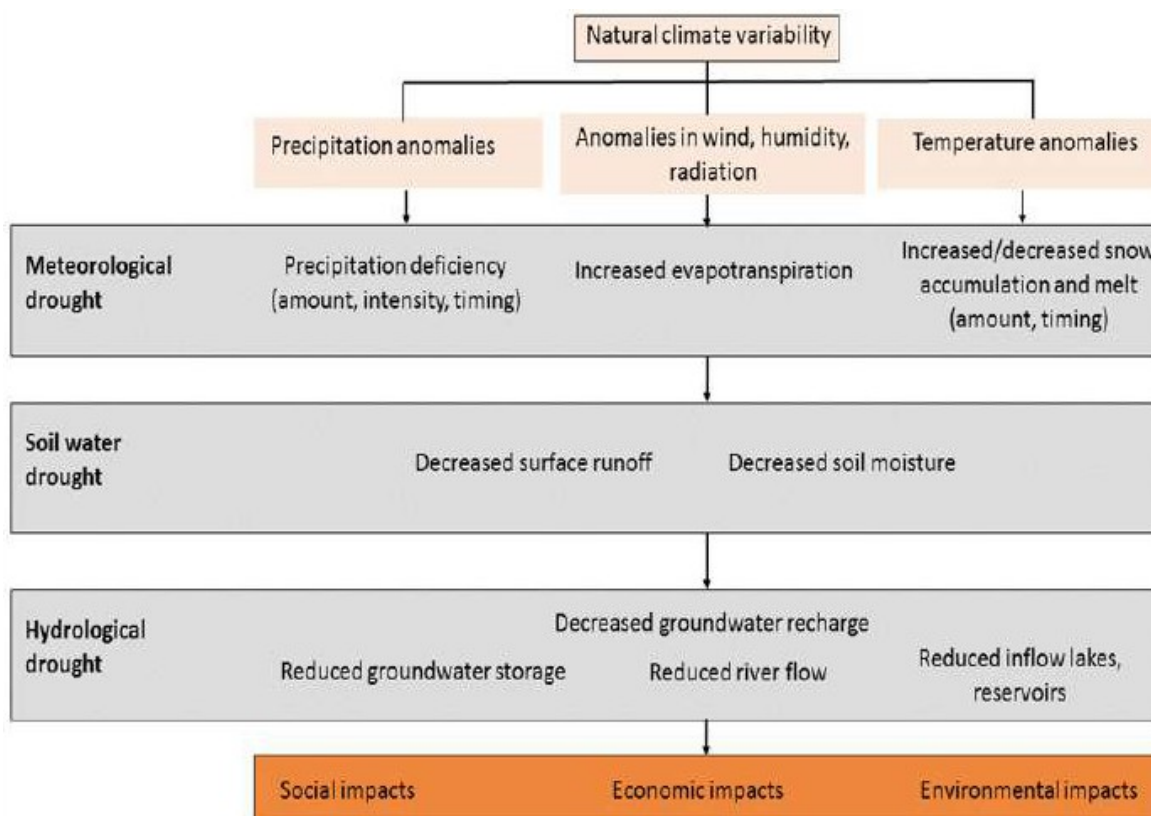 Natural climate variability
Precipitation anomalies
Anomalies in wind, humidity,
radiation
Temperature anomalies
Meteorological
drought
Precipitation deficiency
(amount, intensity, timing)
Increased evapotranspiration
Increased/decreased snow
accumulation and melt
(amount, timing)
Soil water
drought
Decreased surface runoff
Decreased soil moisture
Hydrological
drought
Decreased groundwater recharge
Reduced groundwater storage
Reduced river flow
Reduced inflow lakes,
reservoirs
Social impacts
Economic impacts
Environmental impacts